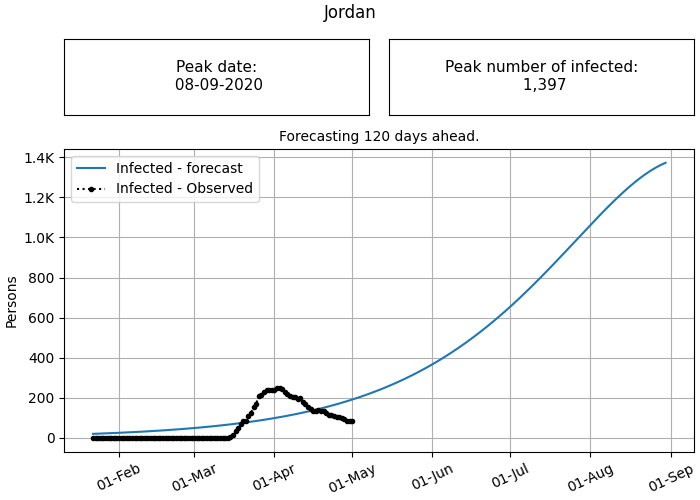 Jordan
Peak date:
08-09-2020
Peak number of infected:
1,397
Forecasting 120 days ahead.
Infected - forecast
Infected - Observed
Persons
1.4K
1.2K
1.0K
800
600
400
200
0
01-Feb
01-Mar
01-Apr
01-May
01-Jun
01-Jul
01-Aug
01-Sep